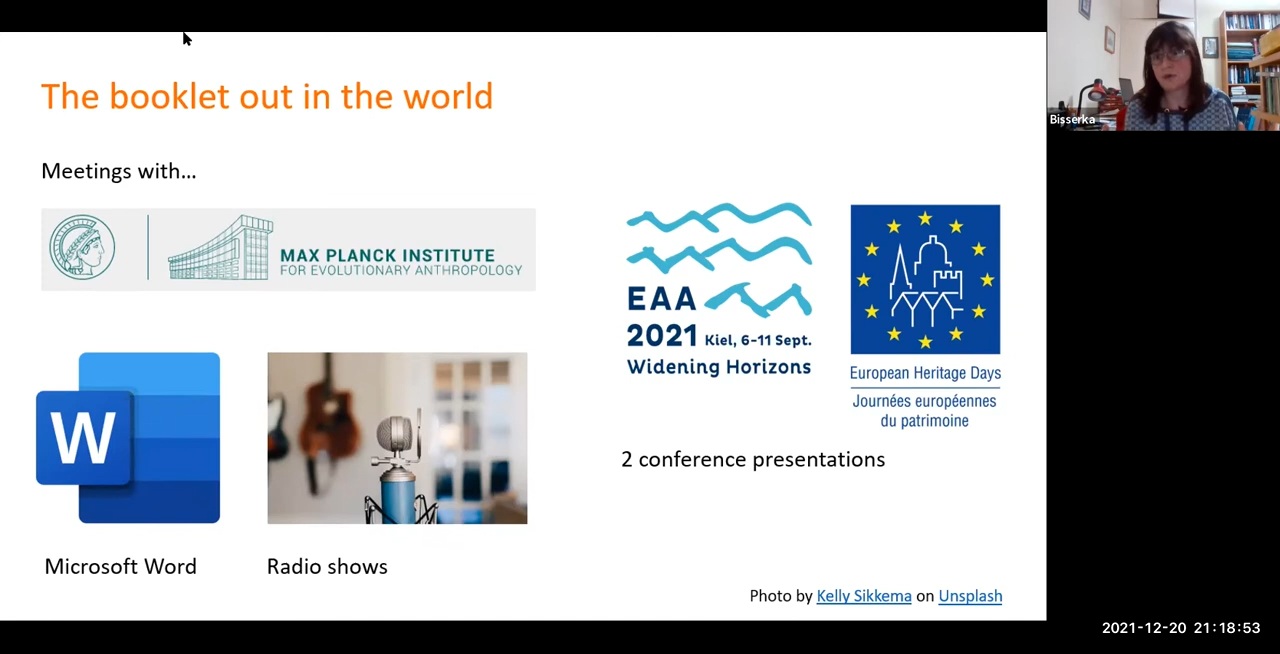 The booklet out in the world
Meetings with...
MAX PLANCK INSTITUTE
FOR EVOLUTIONARY ANTHROPOLOGY
W
Microsoft Word
Radio shows
EAA
2021 Kiel, 6-11 Sept.
Widening Horizons
European Heritage Days
Journées européennes
du patrimoine
2 conference presentations
Photo by Kelly Sikkema on Unsplash
Bisserka
2021-12-20 21:18:53